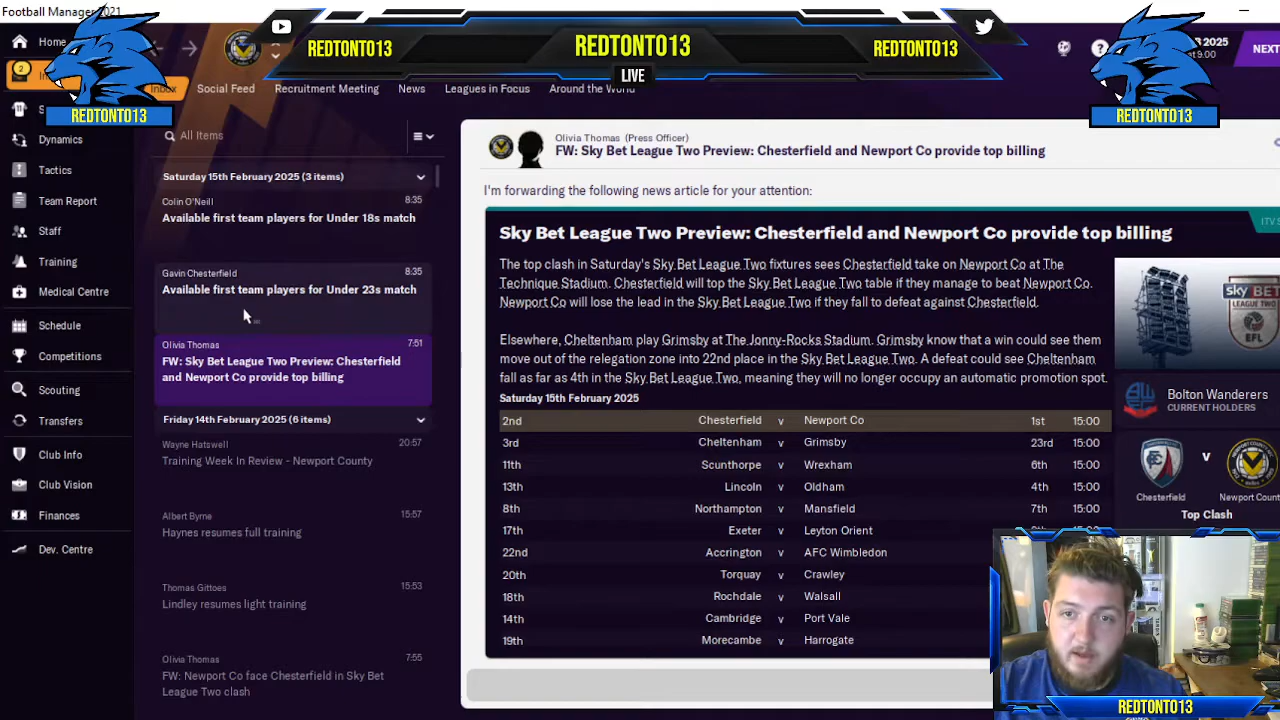 Football Manager 2021
REDTONTO13
REDTONTO13
REDTONTO13
LIVE
REDTONTO13
REDTONTO13
Home
2025
9.00
NEXT
2
Inbox
Social Feed
Recruitment Meeting
News
Leagues in Focus
Around the World
Dynamics
Tactics
Team Report
Staff
Training
Medical Centre
Schedule
Competitions
Scouting
Transfers
Club Info
Club Vision
Finances
Dev. Centre
All Items
Saturday 15th February 2025 (3 items)
Colin O'Neill 8:35
Available first team players for Under 18s match
Gavin Chesterfield 8:35
Available first team players for Under 23s match
Olivia Thomas 7:51
FW: Sky Bet League Two Preview: Chesterfield
and Newport Co provide top billing
Friday 14th February 2025 (6 items)
Wayne Hatswell 20:57
Training Week In Review - Newport County
Albert Byrne 15:57
Haynes resumes full training
Thomas Gittoes 15:53
Lindley resumes light training
Olivia Thomas 7:55
FW: Newport Co face Chesterfield in Sky Bet
League Two clash
Olivia Thomas (Press Officer)
FW: Sky Bet League Two Preview: Chesterfield and Newport Co provide top billing
I'm forwarding the following news article for your attention:
ITV S
Sky Bet League Two Preview: Chesterfield and Newport Co provide top billing
The top clash in Saturday's Sky Bet League Two fixtures sees Chesterfield take on Newport Co at The
Technique Stadium. Chesterfield will top the Sky Bet League Two table if they manage to beat Newport Co.
Newport Co will lose the lead in the Sky Bet League Two if they fall to defeat against Chesterfield.
Elsewhere, Cheltenham play Grimsby at The Jonny-Rocks Stadium. Grimsby know that a win could see them
move out of the relegation zone into 22nd place in the Sky Bet League Two. A defeat could see Cheltenham
fall as far as 4th in the Sky Bet League Two, meaning they will no longer occupy an automatic promotion spot.
Saturday 15th February 2025
2nd Chesterfield v Newport Co 1st 15:00
3rd Cheltenham v Grimsby 23rd 15:00
11th Scunthorpe v Wrexham 6th 15:00
13th Lincoln v Oldham 4th 15:00
8th Northampton v Mansfield 7th 15:00
17th Exeter v Leyton Orient
22nd Accrington v AFC Wimbledon
20th Torquay v Crawley
18th Rochdale v Walsall
14th Cambridge v Port Vale
19th Morecambe v Harrogate
sky BET
LEAGUE TWO
EFL
Bolton Wanderers
CURRENT HOLDERS
v
Chesterfield
Newport County
Top Clash
REDTONTO13